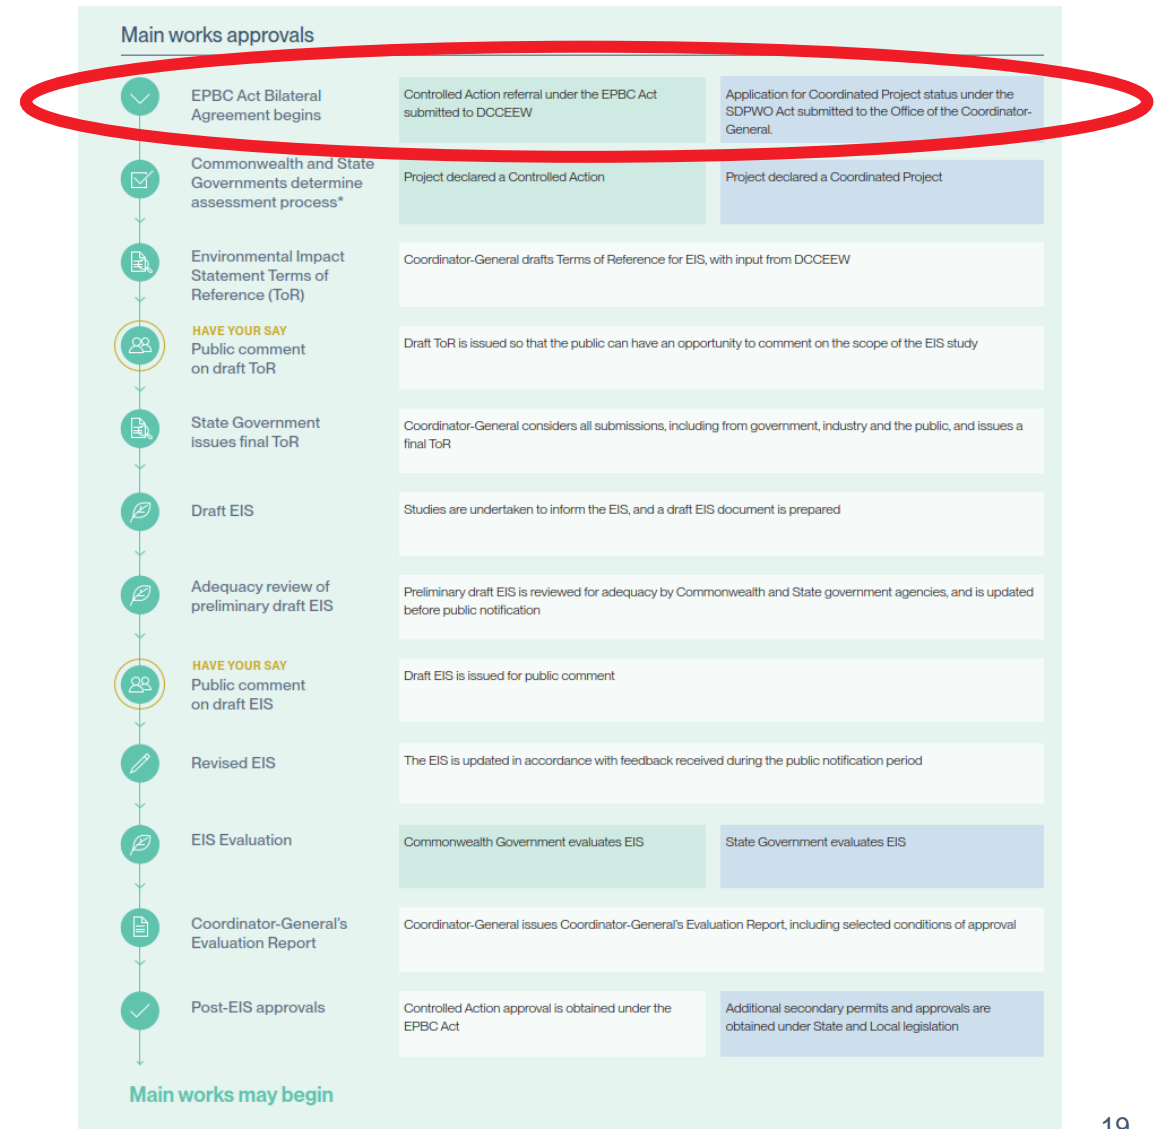 Main works approvals
EPBC Act Bilateral
Agreement begins
Controlled Action referral under the EPBC Act
submitted to DCCEEW
Application for Coordinated Project status under the
SDPWO Act submitted to the Office of the Coordinator-
General.
Commonwealth and State
Governments determine
assessment process*
Project declared a Controlled Action
Project declared a Coordinated Project
Environmental Impact
Statement Terms of
Reference (ToR)
Coordinator-General drafts Terms of Reference for EIS, with input from DCCEEW
HAVE YOUR SAY
Public comment
on draft ToR
Draft ToR is issued so that the public can have an opportunity to comment on the scope of the EIS study
State Government
issues final ToR
Coordinator-General considers all submissions, including from government, industry and the public, and issues a
final ToR
Draft EIS
Studies are undertaken to inform the EIS, and a draft EIS document is prepared
Adequacy review of
preliminary draft EIS
Preliminary draft EIS is reviewed for adequacy by Commonwealth and State government agencies, and is updated
before public notification
HAVE YOUR SAY
Public comment
on draft EIS
Draft EIS is issued for public comment
Revised EIS
The EIS is updated in accordance with feedback received during the public notification period
EIS Evaluation
Commonwealth Government evaluates EIS
State Government evaluates EIS
Coordinator-General's
Evaluation Report
Coordinator-General issues Coordinator-General's Evaluation Report, including selected conditions of approval
Post-EIS approvals
Controlled Action approval is obtained under the
EPBC Act
Additional secondary permits and approvals are
obtained under State and Local legislation
Main works may begin
19